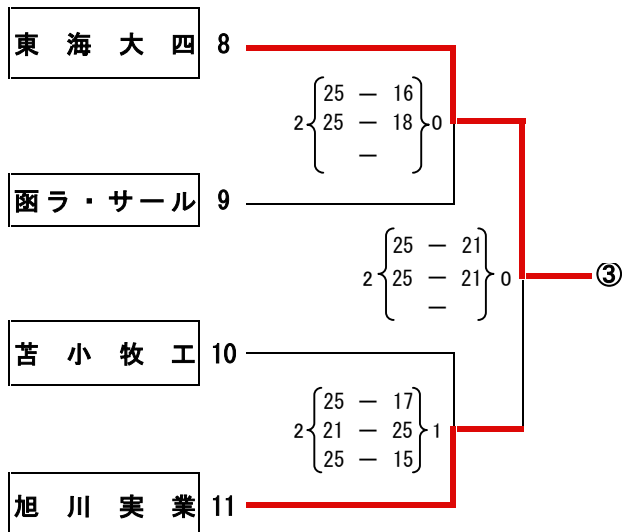 東海大四 8
25 — 16
2 25 — 18 0
—
函ラ・サール 9
25 — 21
2 25 — 21 0
—
③
苫小牧工 10
25 — 17
2 21 — 25 1
25 — 15
旭川実業 11